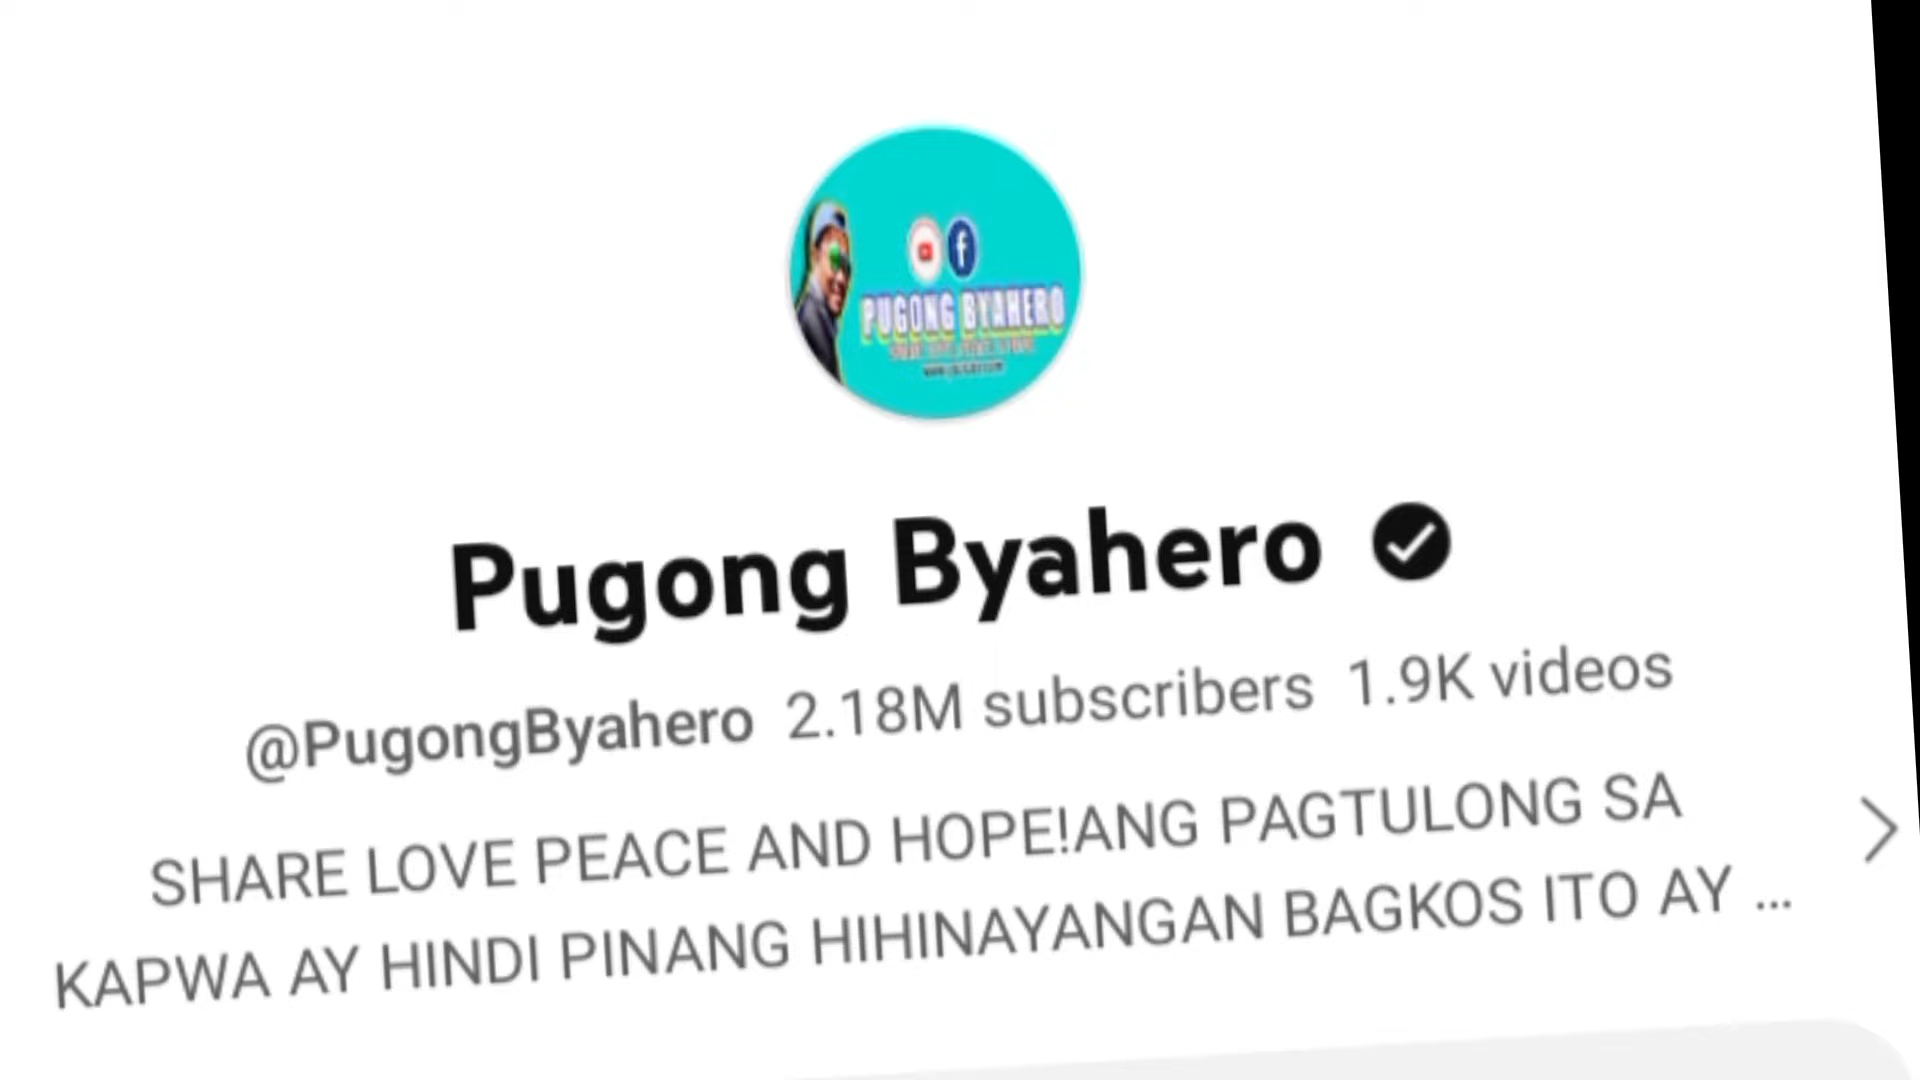 PUGONG BYAHERO
Pugong Byahero
@PugongByahero 2.18M subscribers 1.9K videos
SHARE LOVE PEACE AND HOPE!ANG PAGTULONG SA
KAPWA AY HINDI PINANG HIHINAYANGAN BAGKOS ITO AY ...